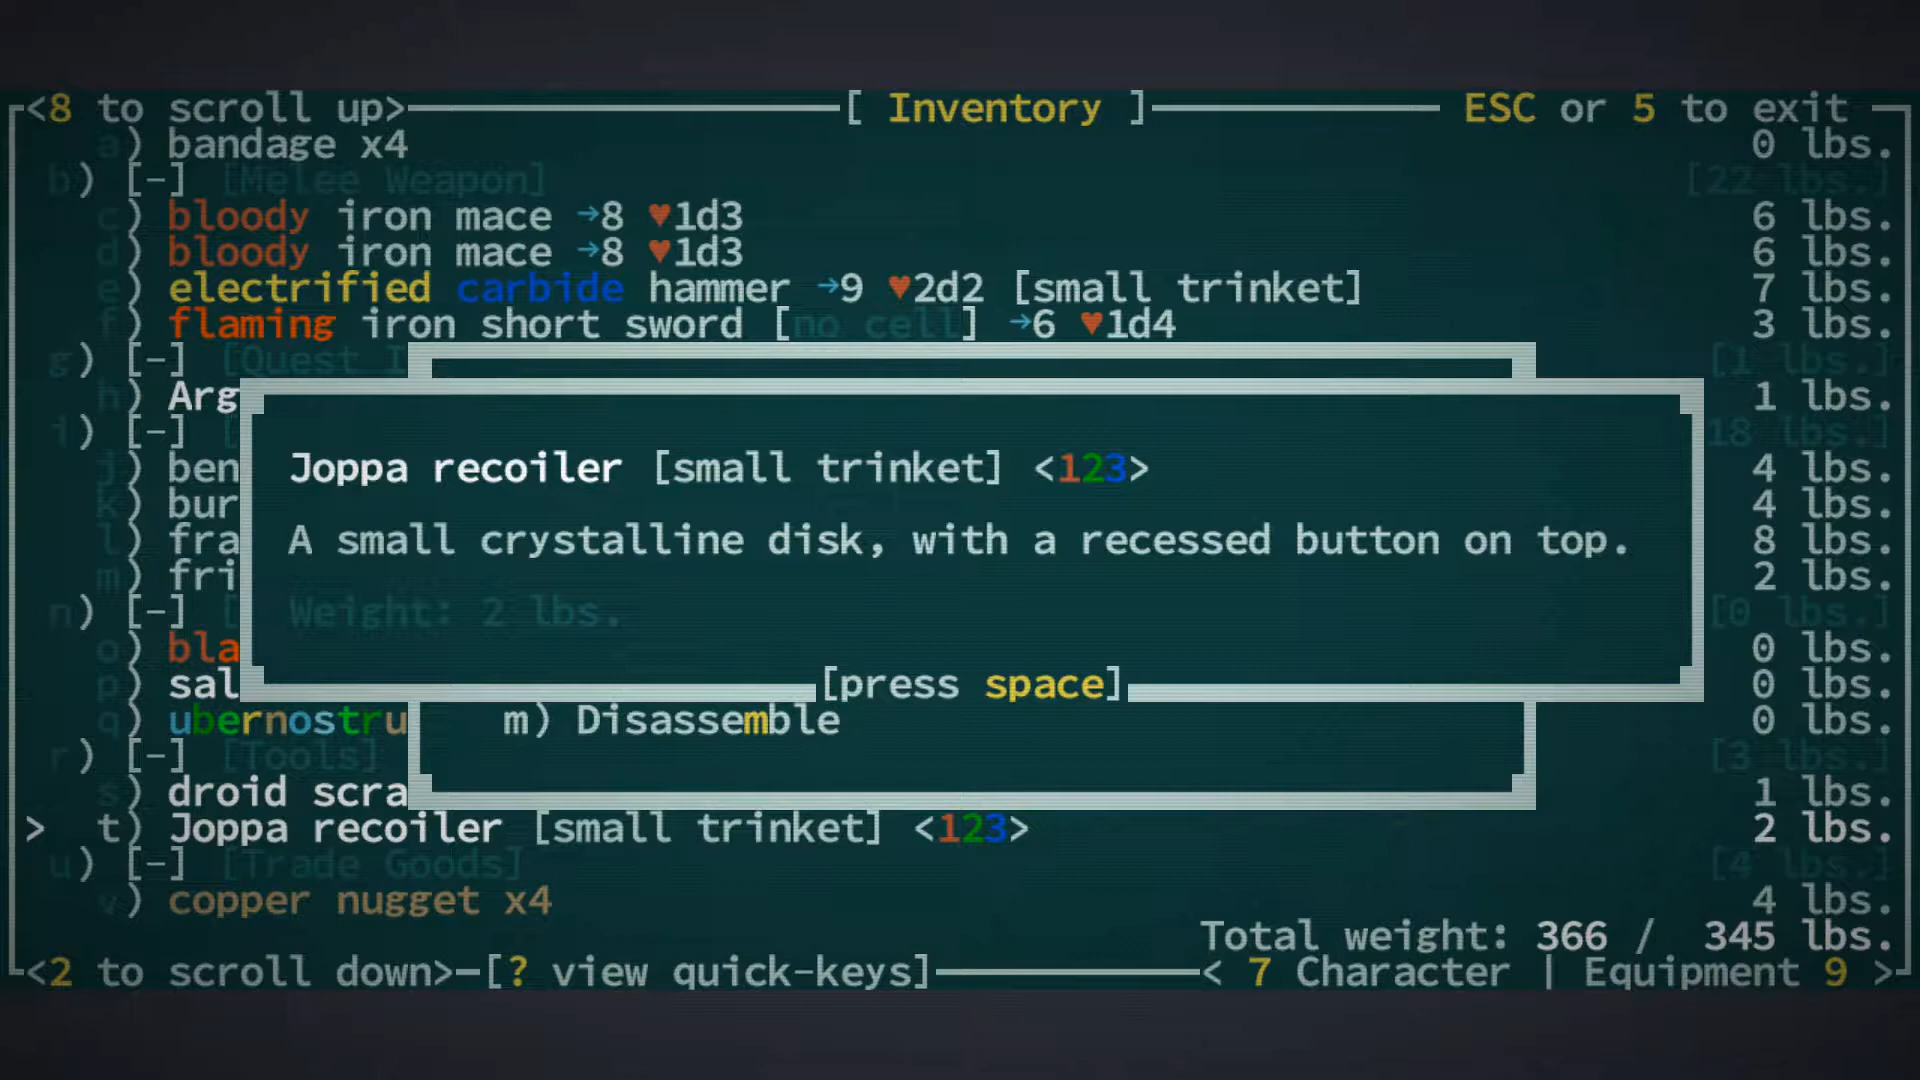 <8 to scroll up> [ Inventory ] ESC or 5 to exit
a) bandage x4 0 lbs.
b) [-] [Melee Weapon] [22 lbs.]
c) bloody iron mace →8 ♥1d3 6 lbs.
d) bloody iron mace →8 ♥1d3 6 lbs.
e) electrified carbide hammer →9 ♥2d2 [small trinket] 7 lbs.
f) flaming iron short sword [no cell] →6 ♥1d4 3 lbs.
g) [-] [Quest I [1 lbs.]
h) Arg 1 lbs.
i) [-] [ 18 lbs.]
j) ben 4 lbs.
k) bur 4 lbs.
l) fra 8 lbs.
m) fri 2 lbs.
n) [-] [ [0 lbs.]
o) bla 0 lbs.
p) sal 0 lbs.
q) ubernostru 0 lbs.
r) [-] [Tools] [3 lbs.]
s) droid scra 1 lbs.
> t) Joppa recoiler [small trinket] <123> 2 lbs.
u) [-] [Trade Goods] [4 lbs.]
v) copper nugget x4 4 lbs.
Total weight: 366 / 345 lbs.
<2 to scroll down> [? view quick-keys] < 7 Character | Equipment 9 >
Joppa recoiler [small trinket] <123>
A small crystalline disk, with a recessed button on top.
Weight: 2 lbs.
[press space]
m) Disassemble